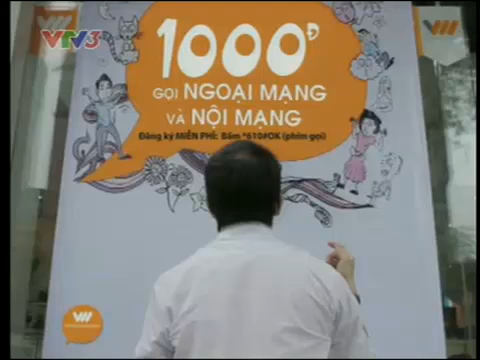 VTV3
1000đ
GỌI NGOẠI MẠNG
VÀ NỘI MẠNG
Đăng ký MIỄN PHÍ: Bấm *610#OK (phím gọi)